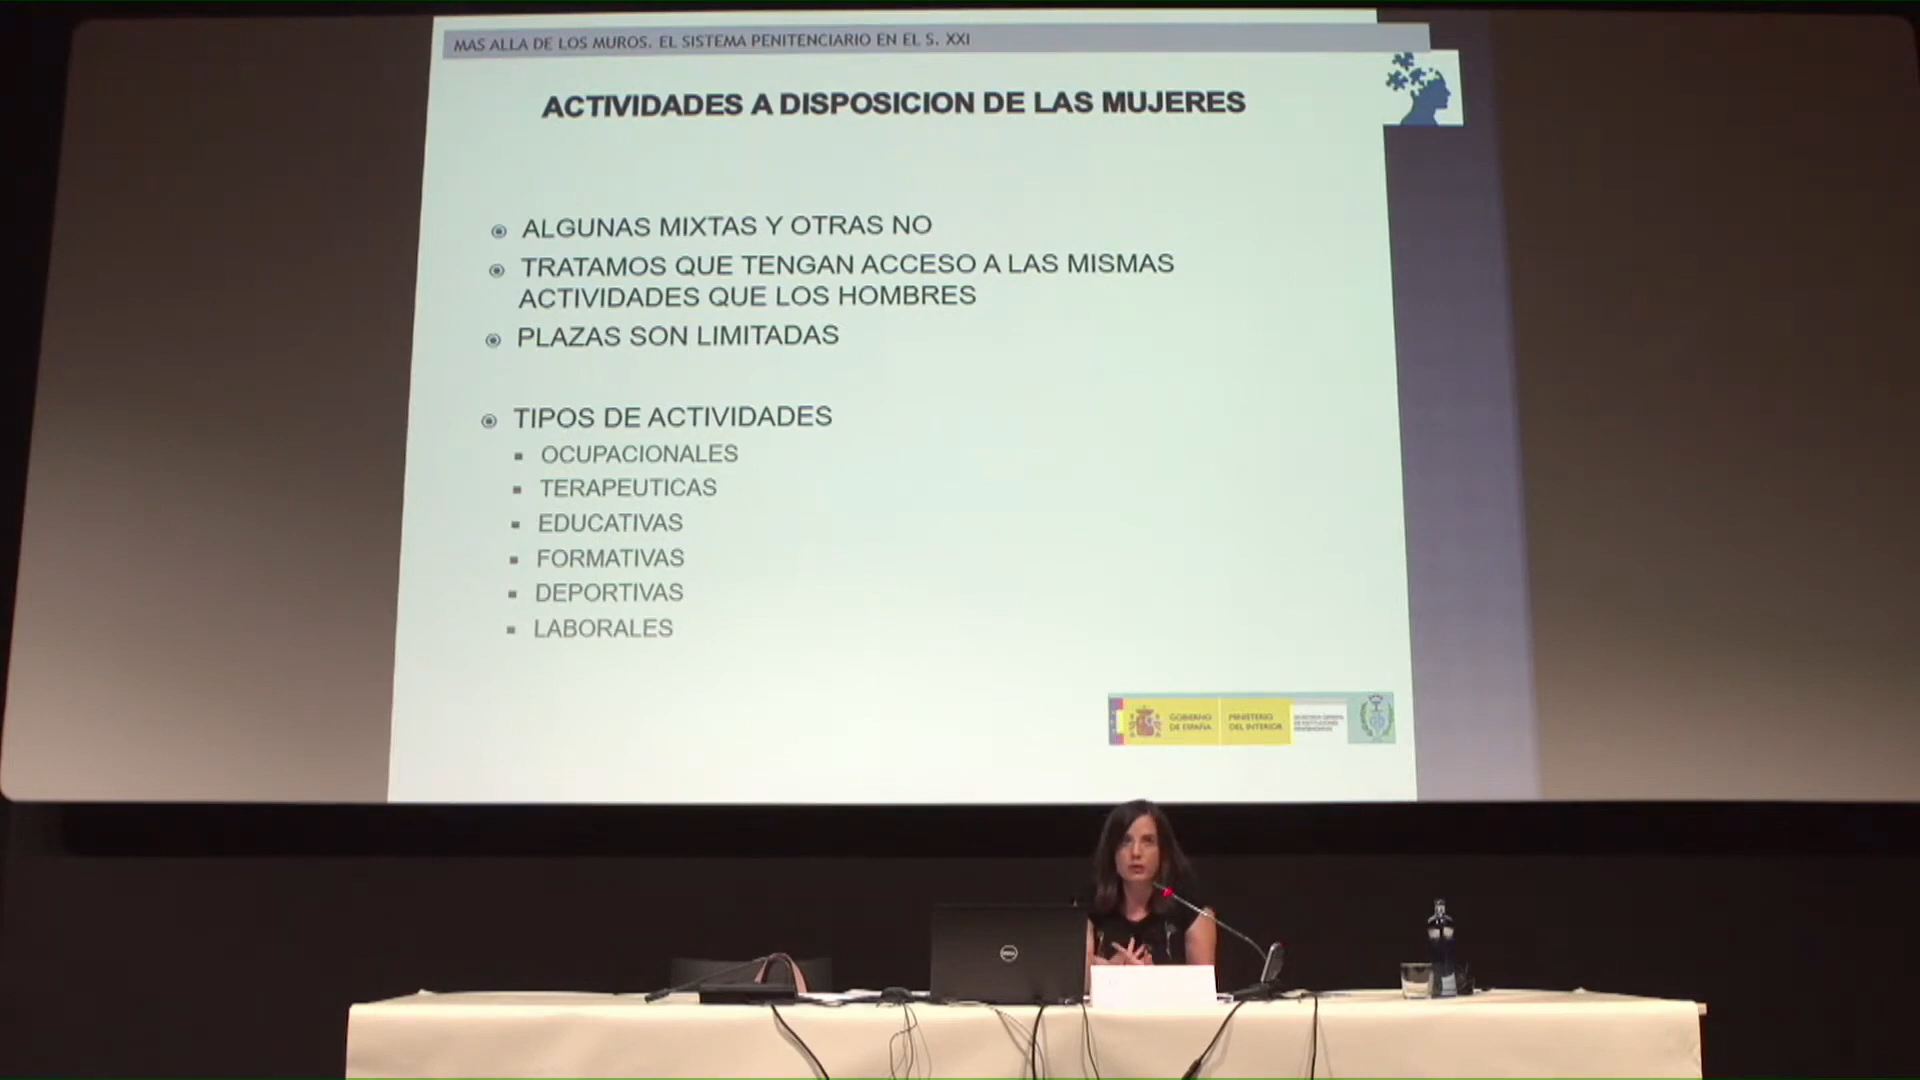 MAS ALLA DE LOS MUROS. EL SISTEMA PENITENCIARIO EN EL S. XXI
ACTIVIDADES A DISPOSICION DE LAS MUJERES
ALGUNAS MIXTAS Y OTRAS NO
TRATAMOS QUE TENGAN ACCESO A LAS MISMAS
ACTIVIDADES QUE LOS HOMBRES
PLAZAS SON LIMITADAS
TIPOS DE ACTIVIDADES
OCUPACIONALES
TERAPEUTICAS
EDUCATIVAS
FORMATIVAS
DEPORTIVAS
LABORALES
GOBIERNO
DE ESPAÑA
MINISTERIO
DEL INTERIOR
DELL